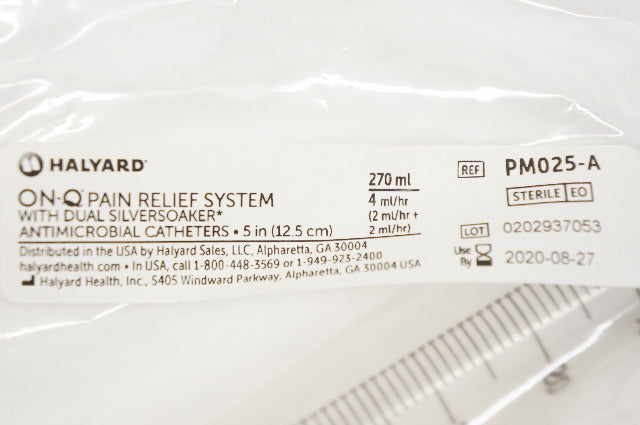 HALYARD
ON-Q PAIN RELIEF SYSTEM
WITH DUAL SILVERSOAKER*
ANTIMICROBIAL CATHETERS • 5 in (12.5 cm)
270 ml
4 ml/hr
(2 ml/hr +
2 ml/hr)
Distributed in the USA by Halyard Sales, LLC, Alpharetta, GA 30004
halyardhealth.com • In USA, call 1-800-448-3569 or 1-949-923-2400
Halyard Health, Inc., 5405 Windward Parkway, Alpharetta, GA 30004 USA
REF PM025-A
STERILE EO
LOT 0202937053
Use By 2020-08-27